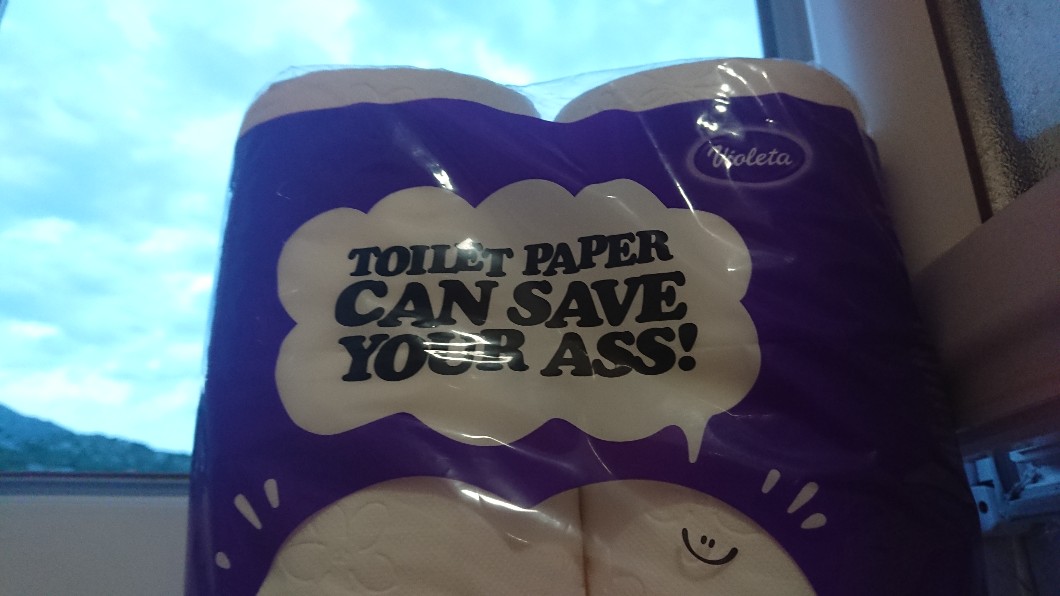 Violeta
TOILET PAPER
CAN SAVE
YOUR ASS!